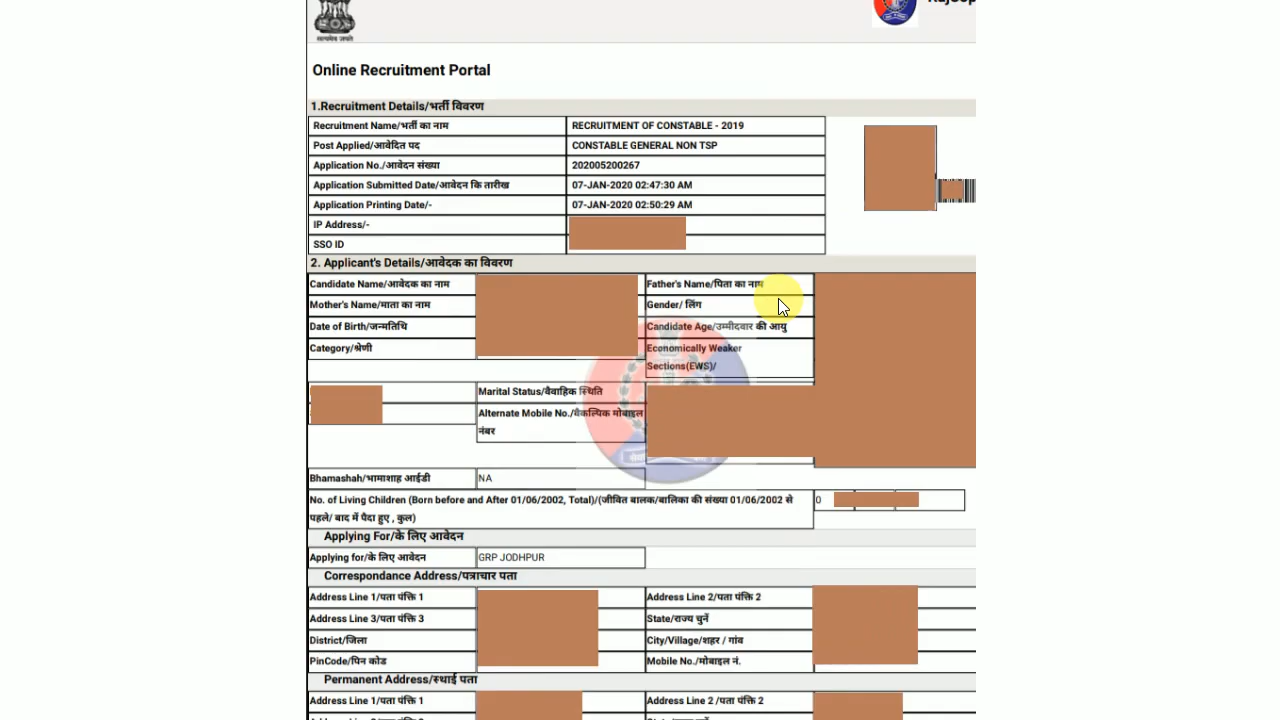 सत्यमेव जयते
Online Recruitment Portal
1.Recruitment Details/भर्ती विवरण
Recruitment Name/भर्ती का नाम RECRUITMENT OF CONSTABLE - 2019
Post Applied/आवेदित पद CONSTABLE GENERAL NON TSP
Application No./आवेदन संख्या 202005200267
Application Submitted Date/आवेदन कि तारीख 07-JAN-2020 02:47:30 AM
Application Printing Date/- 07-JAN-2020 02:50:29 AM
IP Address/-
SSO ID
2. Applicant's Details/आवेदक का विवरण
Candidate Name/आवेदक का नाम Father's Name/पिता का नाम
Mother's Name/माता का नाम Gender/ लिंग
Date of Birth/जन्मतिथि Candidate Age/उम्मीदवार की आयु
Category/श्रेणी Economically Weaker
Sections(EWS)/
Marital Status/वैवाहिक स्थिति
Alternate Mobile No./वैकल्पिक मोबाइल
नंबर
Bhamashah/भामाशाह आईडी NA
No. of Living Children (Born before and After 01/06/2002, Total)/(जीवित बालक/बालिका की संख्या 01/06/2002 से 0
पहले/ बाद में पैदा हुए , कुल)
Applying For/के लिए आवेदन
Applying for/के लिए आवेदन GRP JODHPUR
Correspondance Address/पत्राचार पता
Address Line 1/पता पंक्ति 1 Address Line 2/पता पंक्ति 2
Address Line 3/पता पंक्ति 3 State/राज्य चुनें
District/जिला City/Village/शहर / गांव
PinCode/पिन कोड Mobile No./मोबाइल नं.
Permanent Address/स्थाई पता
Address Line 1/पता पंक्ति 1 Address Line 2 /पता पंक्ति 2